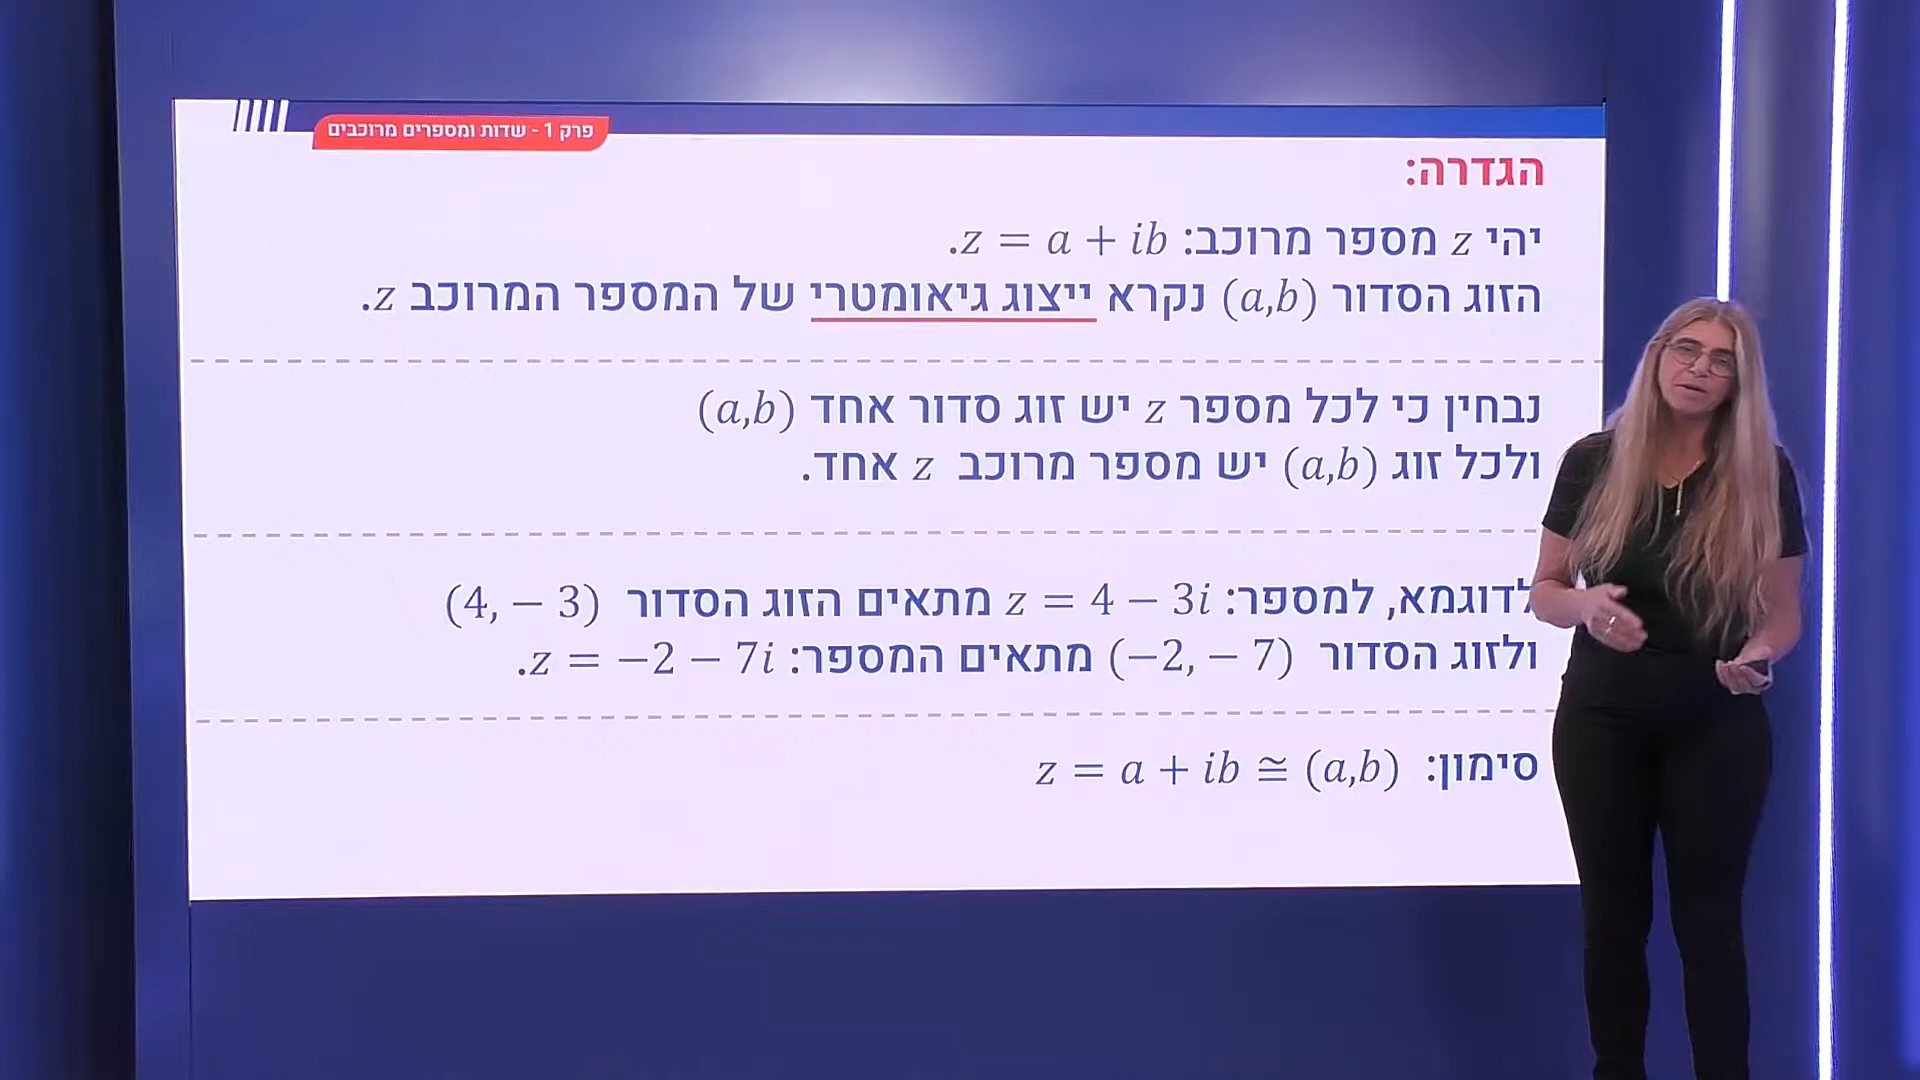 פרק 1 - שדות ומספרים מרוכבים
הגדרה:
יהי z מספר מרוכב: z = a + ib.
הזוג הסדור (a,b) נקרא ייצוג גיאומטרי של המספר המרוכב z.
נבחין כי לכל מספר z יש זוג סדור אחד (a,b)
ולכל זוג (a,b) יש מספר מרוכב z אחד.
לדוגמא, למספר: z = 4 − 3i מתאים הזוג הסדור (4, − 3)
ולזוג הסדור (−2, − 7) מתאים המספר: z = −2 − 7i.
סימון: z = a + ib ≅ (a,b)